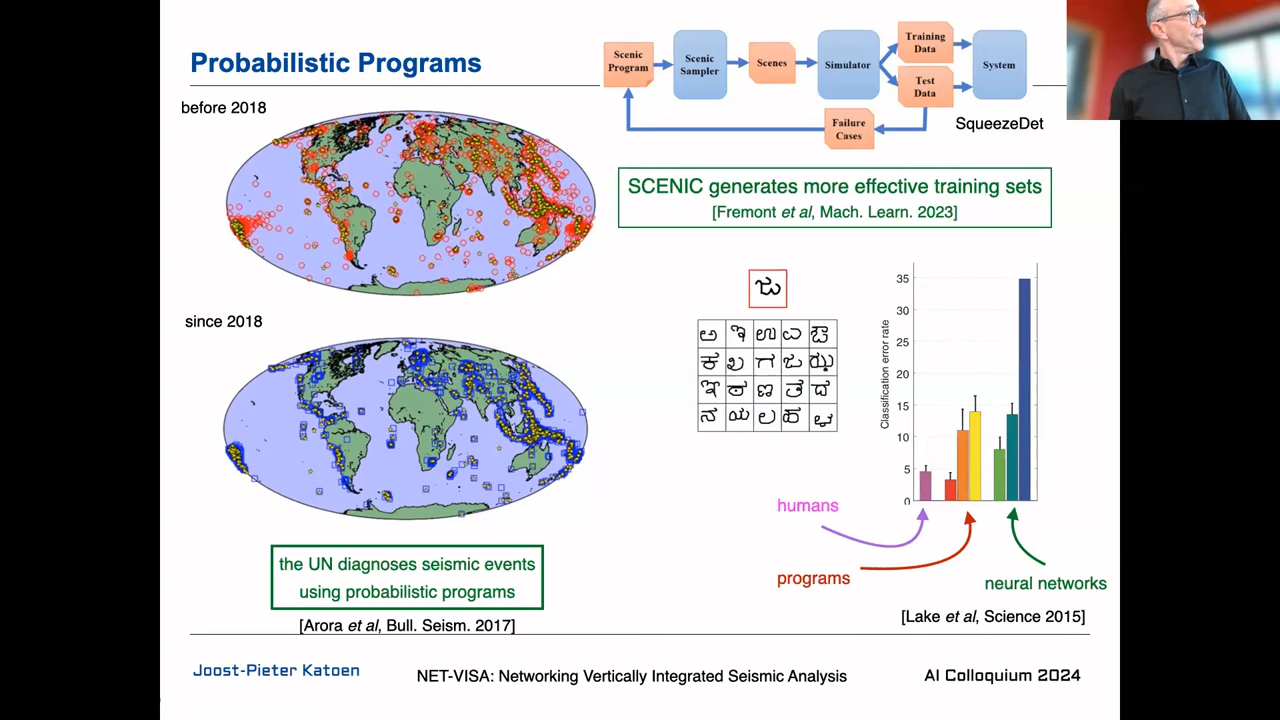 Probabilistic Programs
before 2018
since 2018
the UN diagnoses seismic events
using probabilistic programs
[Arora et al, Bull. Seism. 2017]
Scenic
Program
Scenic
Sampler
Scenes
Simulator
Training
Data
Test
Data
System
Failure
Cases
SqueezeDet
SCENIC generates more effective training sets
[Fremont et al, Mach. Learn. 2023]
ಜು
ಅ ಇ ಉ ಎ ಔ
ಕ ಖ ಗ ಜ ಝ
ಞ ಠ ಣ ತ ದ
ನ ಯ ಲ ಹ ಳ
Classification error rate
35
30
25
20
15
10
5
0
humans
programs
neural networks
[Lake et al, Science 2015]
Joost-Pieter Katoen
NET-VISA: Networking Vertically Integrated Seismic Analysis
AI Colloquium 2024